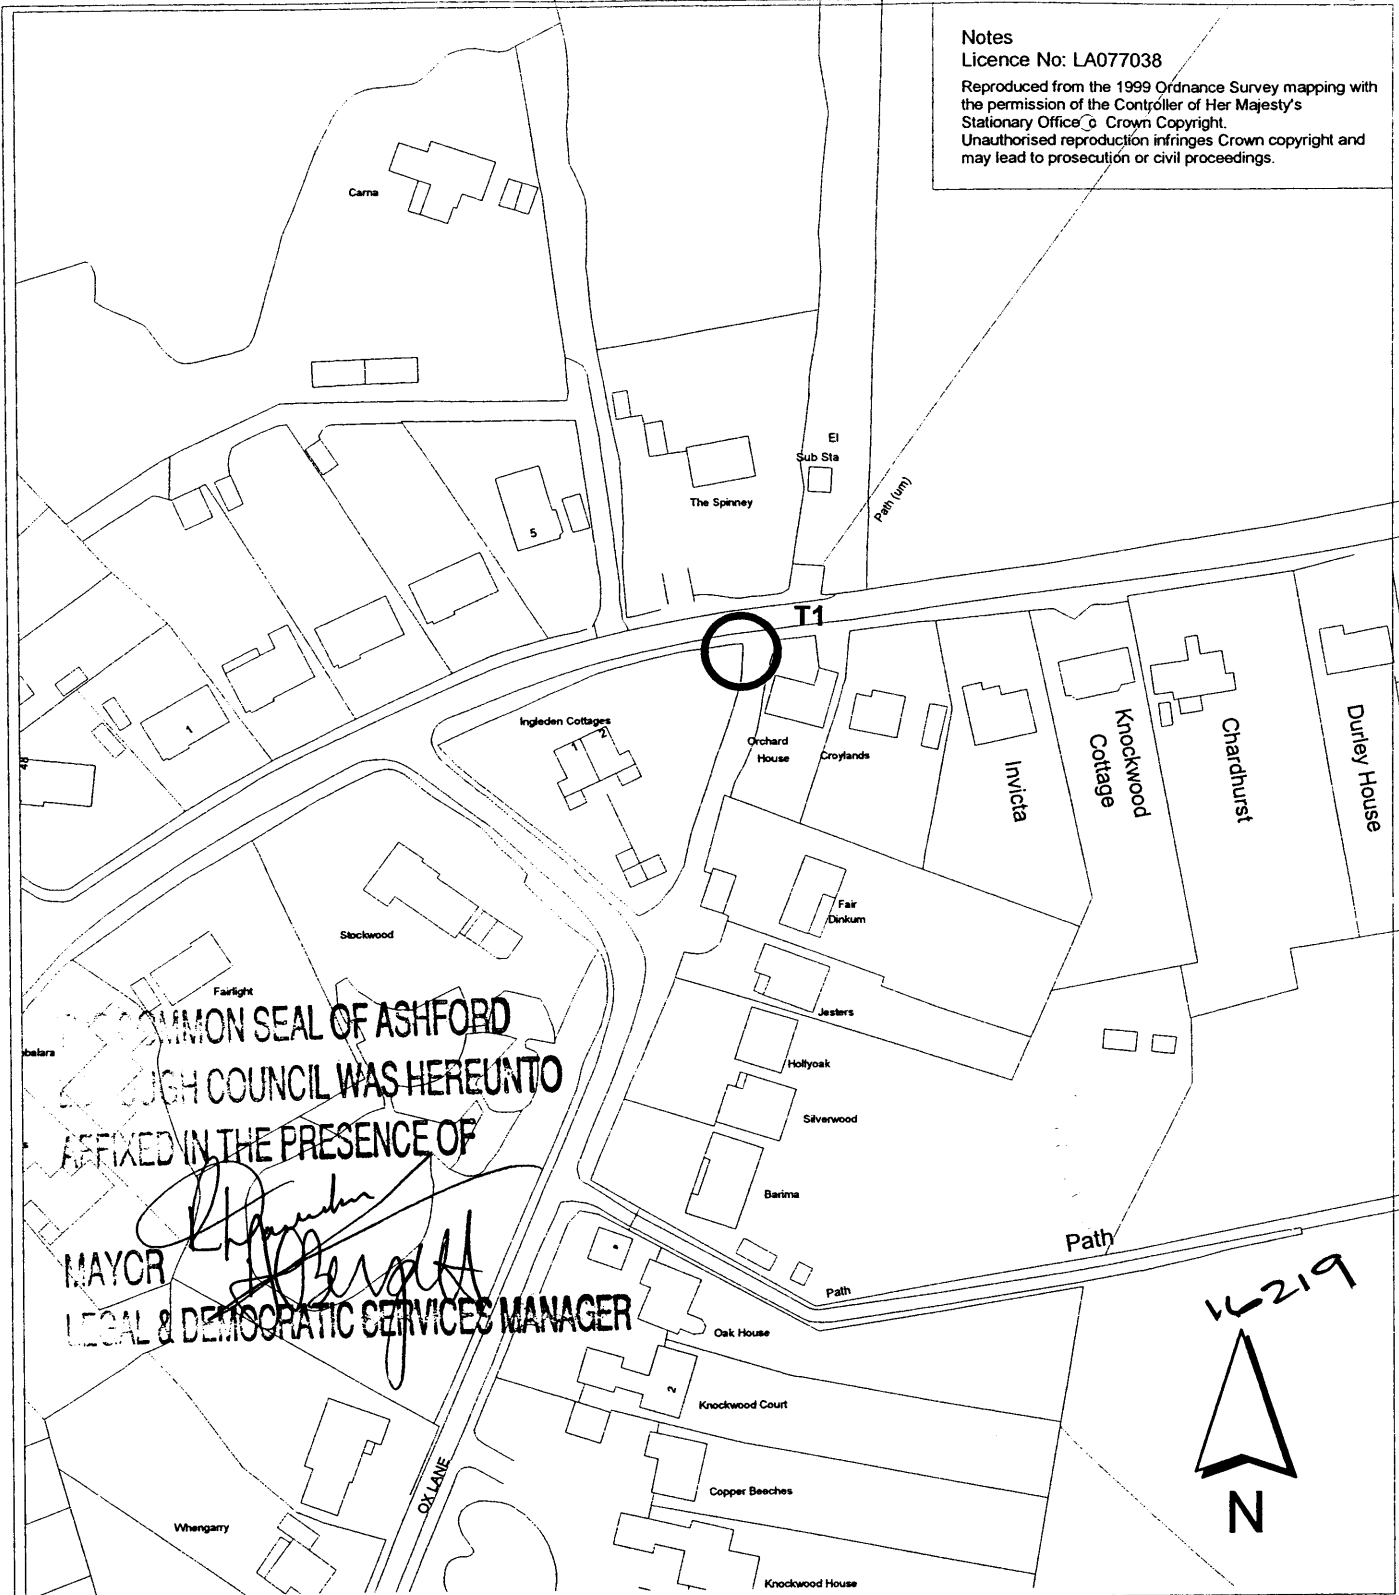 Notes
Licence No: LA077038
Reproduced from the 1999 Ordnance Survey mapping with
the permission of the Controller of Her Majesty's
Stationary Office © Crown Copyright.
Unauthorised reproduction infringes Crown copyright and
may lead to prosecution or civil proceedings.
Carna
El
Sub Sta
The Spinney
Path (um)
5
T1
1
Ingleden Cottages
1
2
Orchard
House
Croylands
Invicta
Knockwood
Cottage
Chardhurst
Durley House
48
Stockwood
Fair
Dinkum
Fairlight
Jesters
Hollyoak
Silverwood
Barima
COMMON SEAL OF ASHFORD
COUNCIL WAS HEREUNTO
AFFIXED IN THE PRESENCE OF
MAYOR
LEGAL & DEMOCRATIC SERVICES MANAGER
Path
Path
16219
Oak House
2
Knockwood Court
N
OX LANE
Copper Beeches
Whengarry
Knockwood House